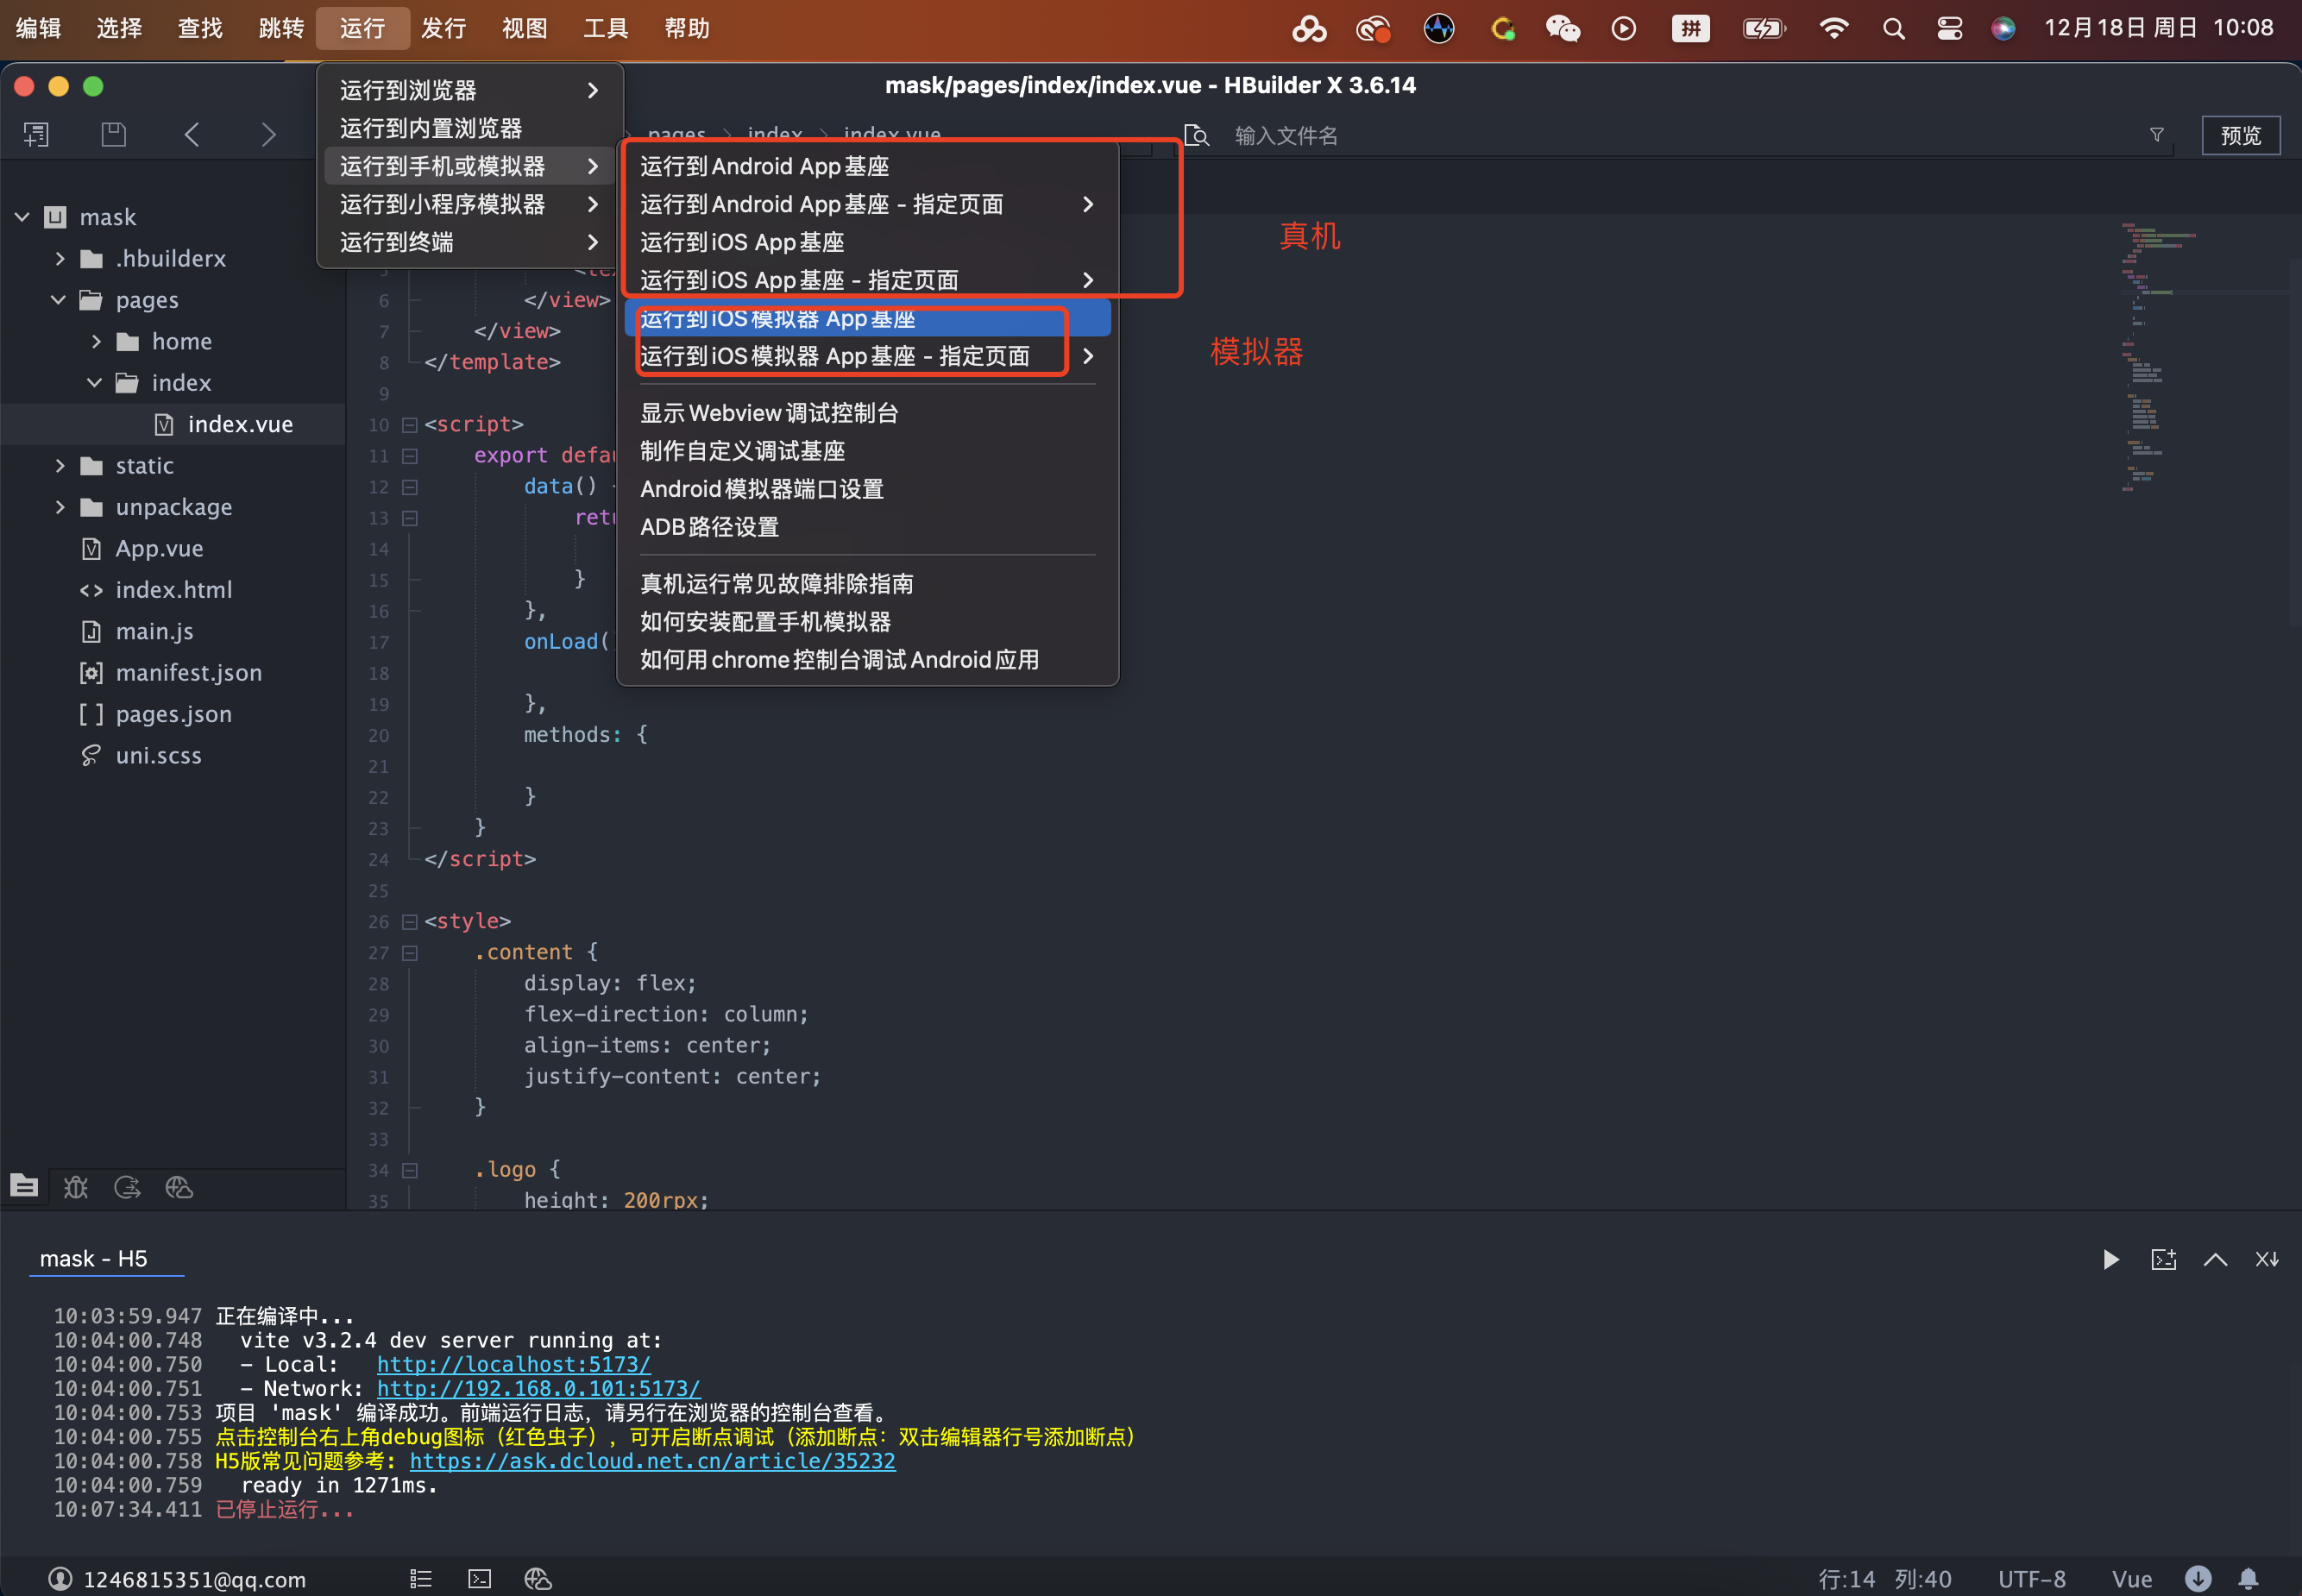 编辑 选择 查找 跳转 运行 发行 视图 工具 帮助
拼
12月18日 周日 10:08
mask/pages/index/index.vue - HBuilder X 3.6.14
pages index index.vue
输入文件名
预览
运行到浏览器
运行到内置浏览器
运行到手机或模拟器
运行到小程序模拟器
运行到终端
运行到Android App基座
运行到Android App基座 - 指定页面
运行到iOS App基座
运行到iOS App基座 - 指定页面
运行到iOS模拟器 App基座
运行到iOS模拟器 App基座 - 指定页面
显示Webview调试控制台
制作自定义调试基座
Android模拟器端口设置
ADB路径设置
真机运行常见故障排除指南
如何安装配置手机模拟器
如何用chrome控制台调试Android应用
真机
模拟器
mask
.hbuilderx
pages
home
index
index.vue
static
unpackage
App.vue
index.html
main.js
manifest.json
pages.json
uni.scss
6 </view>
7 </view>
8 </template>
9
10 <script>
11 export
12 data()
13
14
15 }
16 },
17 onLoad(
18
19 },
20 methods: {
21
22 }
23 }
24 </script>
25
26 <style>
27 .content {
28 display: flex;
29 flex-direction: column;
30 align-items: center;
31 justify-content: center;
32 }
33
34 .logo {
35 height: 200rpx;
mask - H5
10:03:59.947 正在编译中...
10:04:00.748 vite v3.2.4 dev server running at:
10:04:00.750 - Local: http://localhost:5173/
10:04:00.751 - Network: http://192.168.0.101:5173/
10:04:00.753 项目 'mask' 编译成功。前端运行日志，请另行在浏览器的控制台查看。
10:04:00.755 点击控制台右上角debug图标（红色虫子），可开启断点调试（添加断点：双击编辑器行号添加断点）
10:04:00.758 H5版常见问题参考: https://ask.dcloud.net.cn/article/35232
10:04:00.759 ready in 1271ms.
10:07:34.411 已停止运行...
1246815351@qq.com
行:14 列:40 UTF-8 Vue